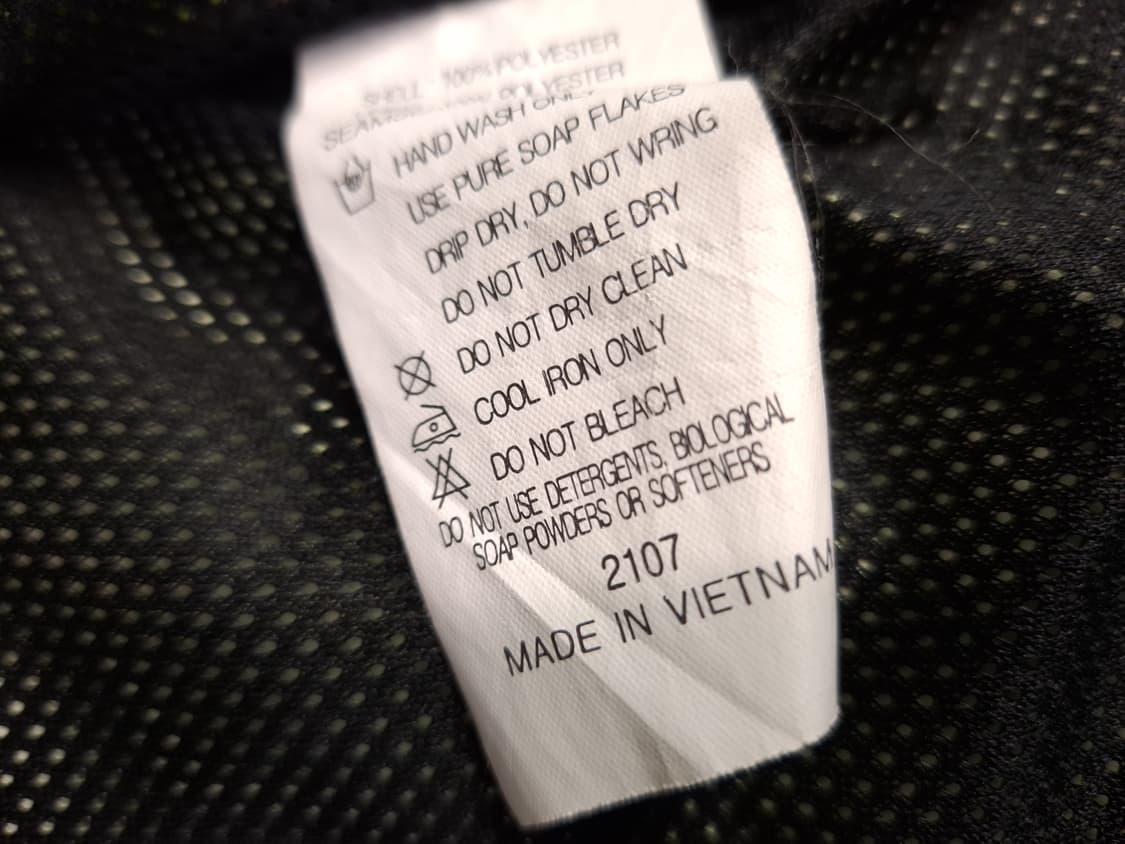 SHELL - 100% POLYESTER
POLYESTER
HAND WASH ONLY
USE PURE SOAP FLAKES
DRIP DRY, DO NOT WRING
DO NOT TUMBLE DRY
DO NOT DRY CLEAN
COOL IRON ONLY
DO NOT BLEACH
DO NOT USE DETERGENTS, BIOLOGICAL
SOAP POWDERS OR SOFTENERS
2107
MADE IN VIETNAM